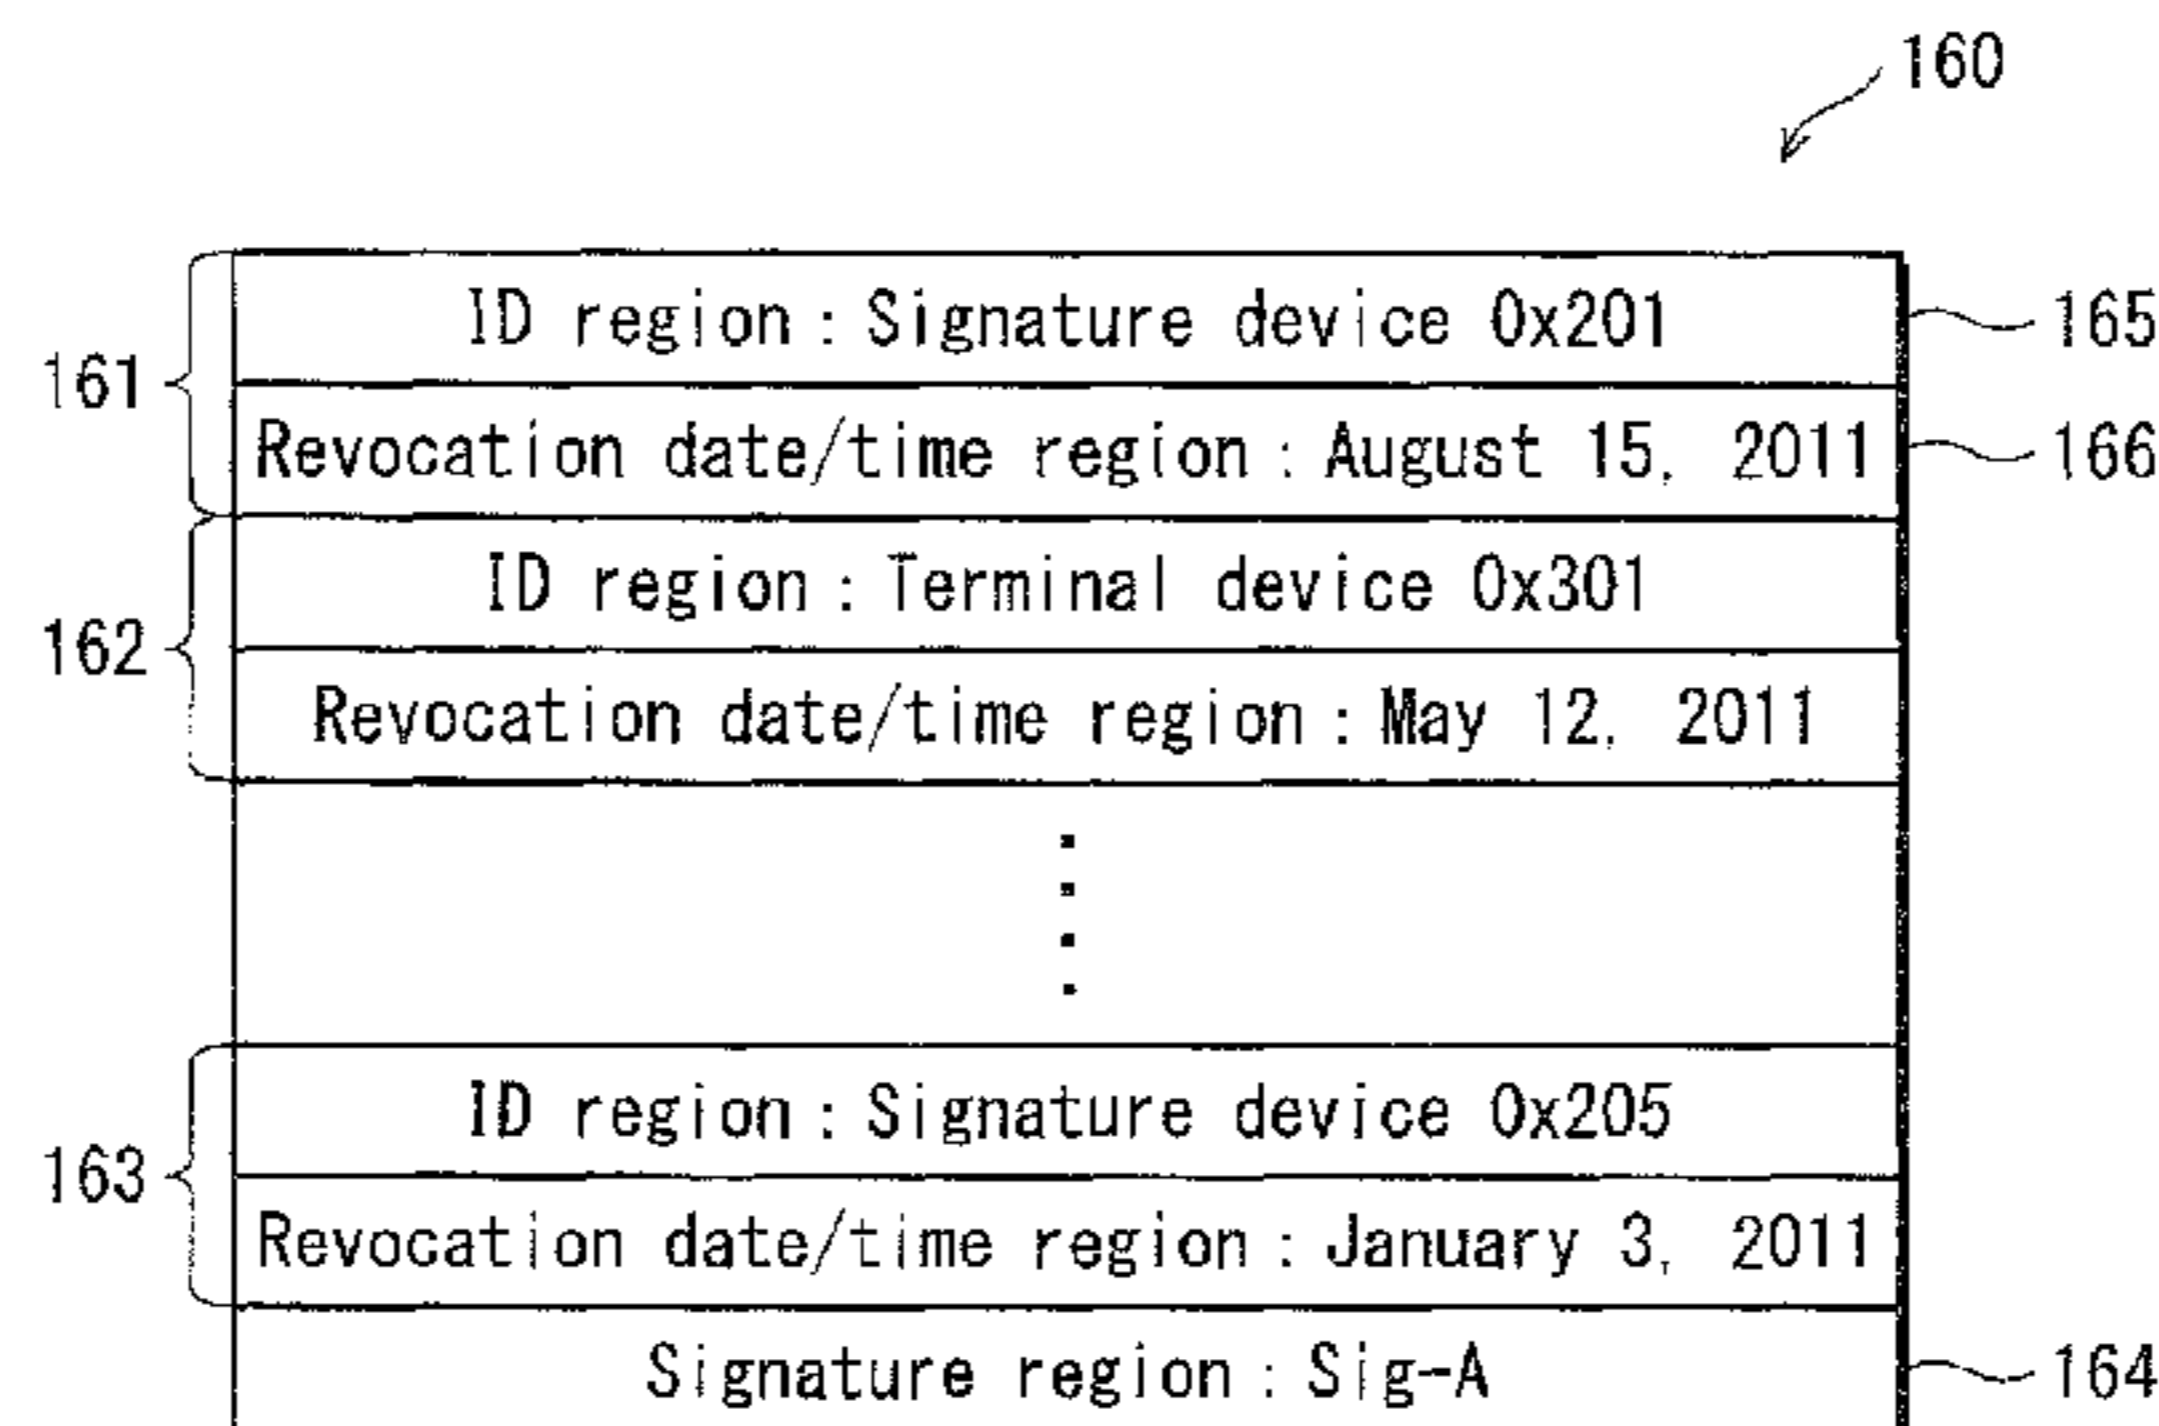 160
ID region : Signature device 0x201
165
161
Revocation date/time region : August 15, 2011
166
ID region : Terminal device 0x301
162
Revocation date/time region : May 12, 2011
ID region : Signature device 0x205
163
Revocation date/time region : January 3, 2011
Signature region : Sig-A
164